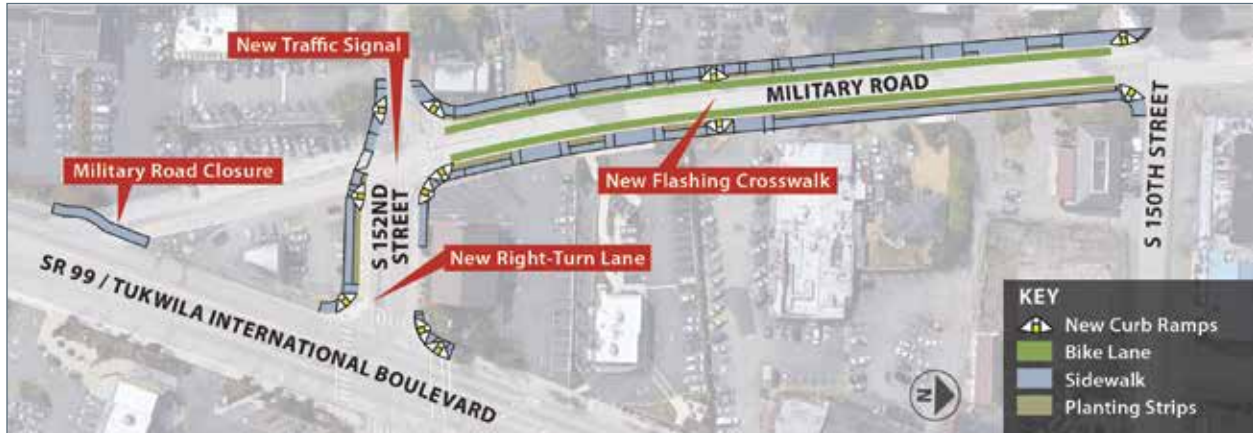 New Traffic Signal
MILITARY ROAD
Military Road Closure
New Flashing Crosswalk
S 152ND
STREET
S 150TH STREET
New Right-Turn Lane
SR 99 / TUKWILA INTERNATIONAL BOULEVARD
N
KEY
New Curb Ramps
Bike Lane
Sidewalk
Planting Strips